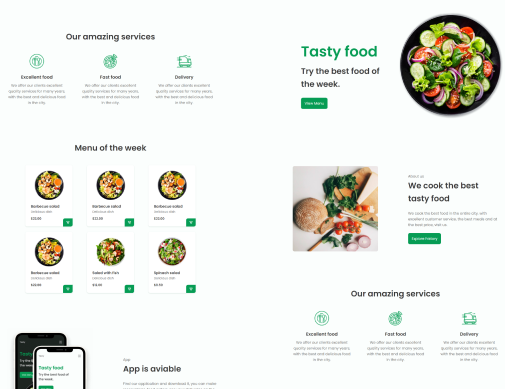 Our amazing services
Excellent food
We offer our clients excellent
quality services for many years,
with the best and delicious food
in the city.
Fast food
We offer our clients excellent
quality services for many years,
with the best and delicious food
in the city.
Delivery
We offer our clients excellent
quality services for many years,
with the best and delicious food
in the city.
Menu of the week
Barbecue salad
Delicious dish
$22.00
Barbecue salad
Delicious dish
$12.00
Barbecue salad
Delicious dish
$22.00
Barbecue salad
Delicious dish
$22.00
Salad with fish
Delicious dish
$12.00
Spinach salad
Delicious dish
Tasty
Try the
the we
Tasty food
Try the best food of
the week.
App
App is aviable
Find our application and download it, you can make
Tasty food
Try the best food of
the week.
View Menu
About us
We cook the best
tasty food
We cook the best food in the entire city, with
excellent customer service, the best meals and at
the best price, visit us.
Explore history
Our amazing services
Excellent food
We offer our clients excellent
quality services for many years,
with the best and delicious food
in the city.
Fast food
We offer our clients excellent
quality services for many years,
with the best and delicious food
in the city.
Delivery
We offer our clients excellent
quality services for many years,
with the best and delicious food
in the city.